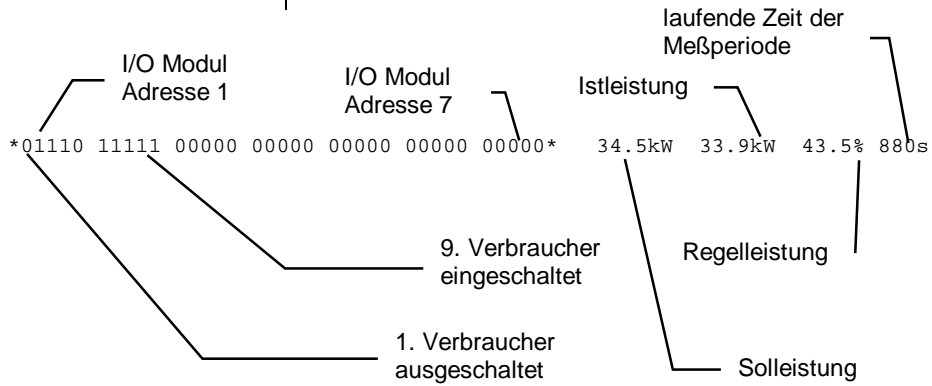 laufende Zeit der
Meßperiode
I/O Modul
Adresse 1
I/O Modul
Adresse 7
Istleistung
*01110 11111 00000 00000 00000 00000 00000* 34.5kW 33.9kW 43.5% 880s
9. Verbraucher
eingeschaltet
Regelleistung
1. Verbraucher
ausgeschaltet
Solleistung